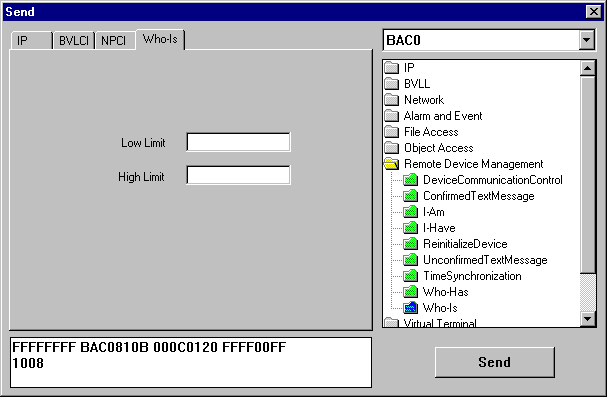 Send
IP BVLCI NPCI Who-Is
BAC0
Low Limit
High Limit
IP
BVLL
Network
Alarm and Event
File Access
Object Access
Remote Device Management
DeviceCommunicationControl
ConfirmedTextMessage
I-Am
I-Have
ReinitializeDevice
UnconfirmedTextMessage
TimeSynchronization
Who-Has
Who-Is
Virtual Terminal
FFFFFFFF BAC0810B 000C0120 FFFF00FF
1008
Send